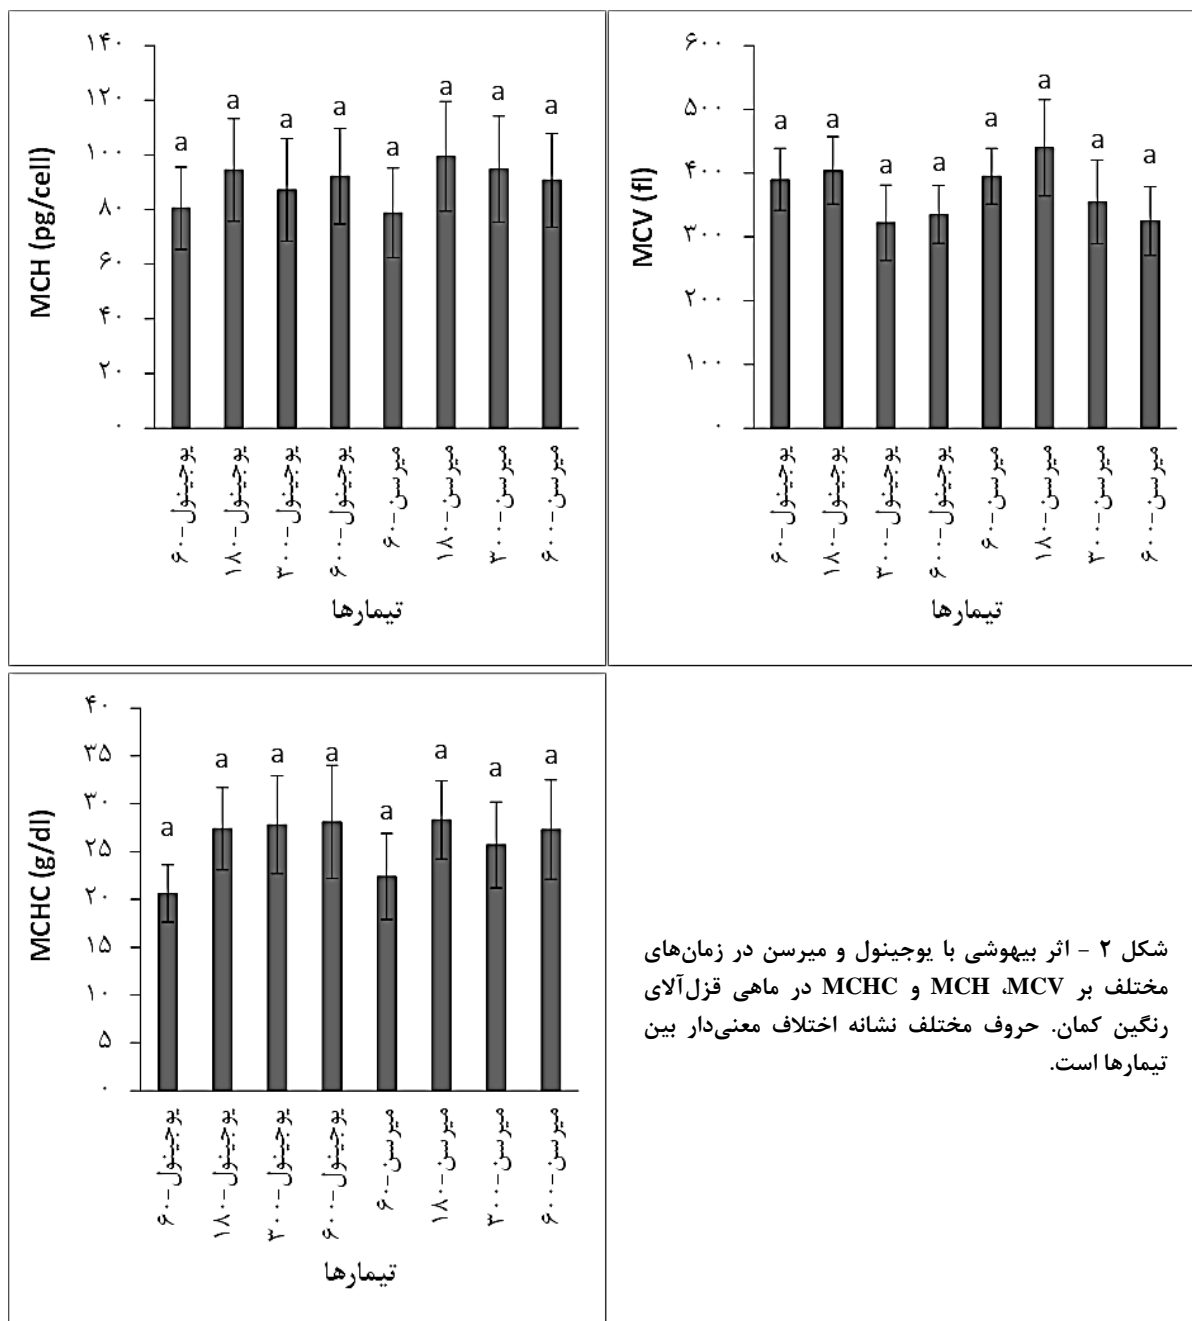 MCH (pg/cell)
۱۴۰
۱۲۰
۱۰۰
۸۰
۶۰
۴۰
۲۰
۰
a a a a a a a a
یوجینول-۶۰
یوجینول-۱۸۰
یوجینول-۳۰۰
یوجینول-۶۰۰
میرسن-۶۰
میرسن-۱۸۰
میرسن-۳۰۰
میرسن-۶۰۰
تیمارها
MCV (fl)
۶۰۰
۵۰۰
۴۰۰
۳۰۰
۲۰۰
۱۰۰
۰
a a a a a a a a
یوجینول-۶۰
یوجینول-۱۸۰
یوجینول-۳۰۰
یوجینول-۶۰۰
میرسن-۶۰
میرسن-۱۸۰
میرسن-۳۰۰
میرسن-۶۰۰
تیمارها
MCHC (g/dl)
۴۰
۳۵
۳۰
۲۵
۲۰
۱۵
۱۰
۵
۰
a a a a a a a a
یوجینول-۶۰
یوجینول-۱۸۰
یوجینول-۳۰۰
یوجینول-۶۰۰
میرسن-۶۰
میرسن-۱۸۰
میرسن-۳۰۰
میرسن-۶۰۰
تیمارها
شکل ۲ - اثر بیهوشی با یوجینول و میرسن در زمان‌های
مختلف بر MCV، MCH و MCHC در ماهی قزل‌آلای
رنگین کمان. حروف مختلف نشانه اختلاف معنی‌دار بین
تیمارها است.